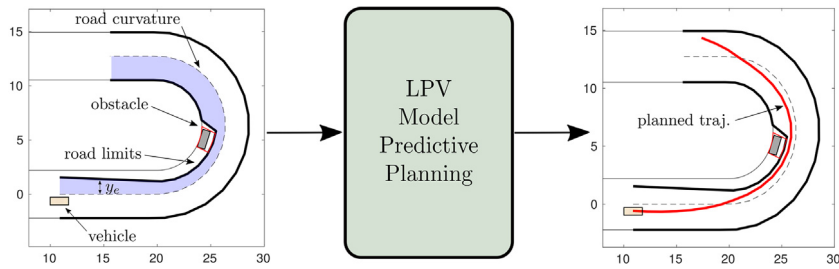 road curvature
15
10
obstacle
5
road limits
y_e
0
vehicle
10 15 20 25 30
LPV
Model
Predictive
Planning
15
10
planned traj.
5
0
10 15 20 25 30